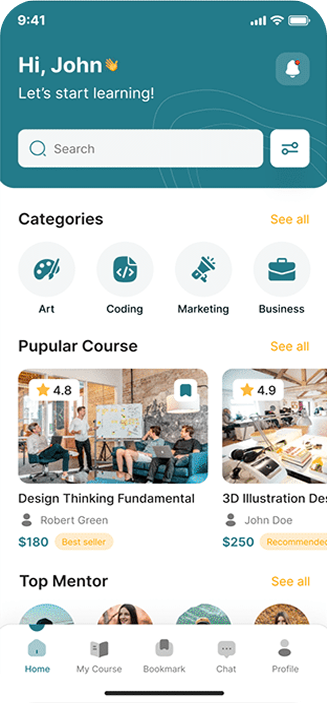 9:41
Hi, John👋
Let's start learning!
Search
Categories
See all
Art
Coding
Marketing
Business
Pupular Course
See all
4.8
4.9
Design Thinking Fundamental
3D Illustration Des
Robert Green
John Doe
$180
Best seller
$250
Recommended
Top Mentor
See all
Home
My Course
Bookmark
Chat
Profile